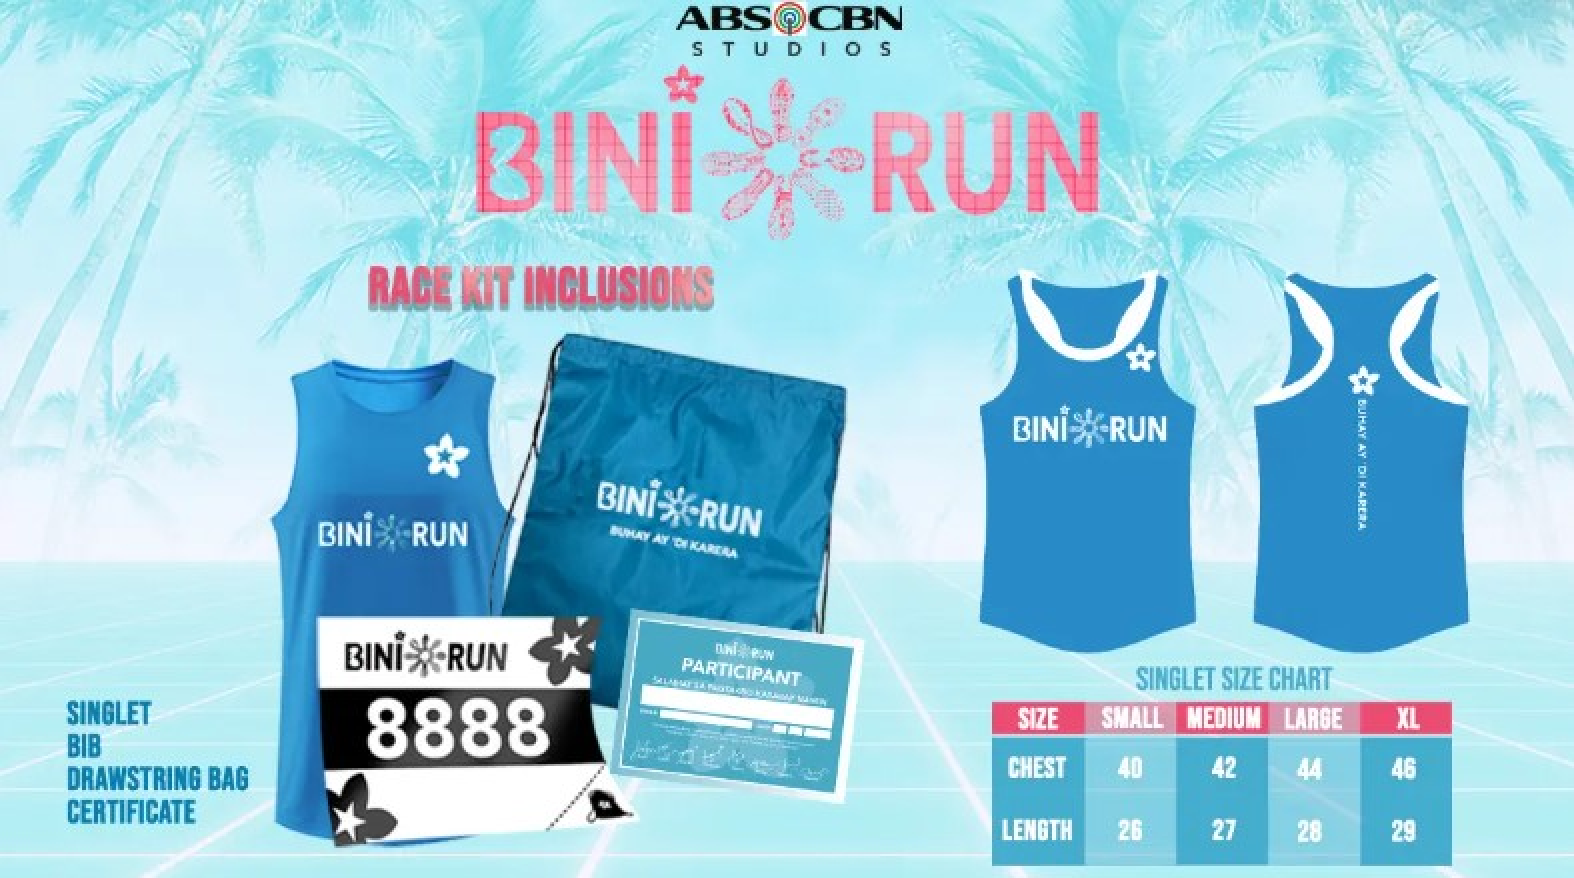 ABS CBN
STUDIOS
BINI RUN
RACE KIT INCLUSIONS
BINI RUN
BINI RUN
BUHAY AY 'DI KARERA
BINI RUN
8888
BINI RUN
PARTICIPANT
SINGLET
BIB
DRAWSTRING BAG
CERTIFICATE
BINI RUN
BUHAY AY 'DI KARERA
SINGLET SIZE CHART
SIZE SMALL MEDIUM LARGE XL
CHEST 40 42 44 46
LENGTH 26 27 28 29